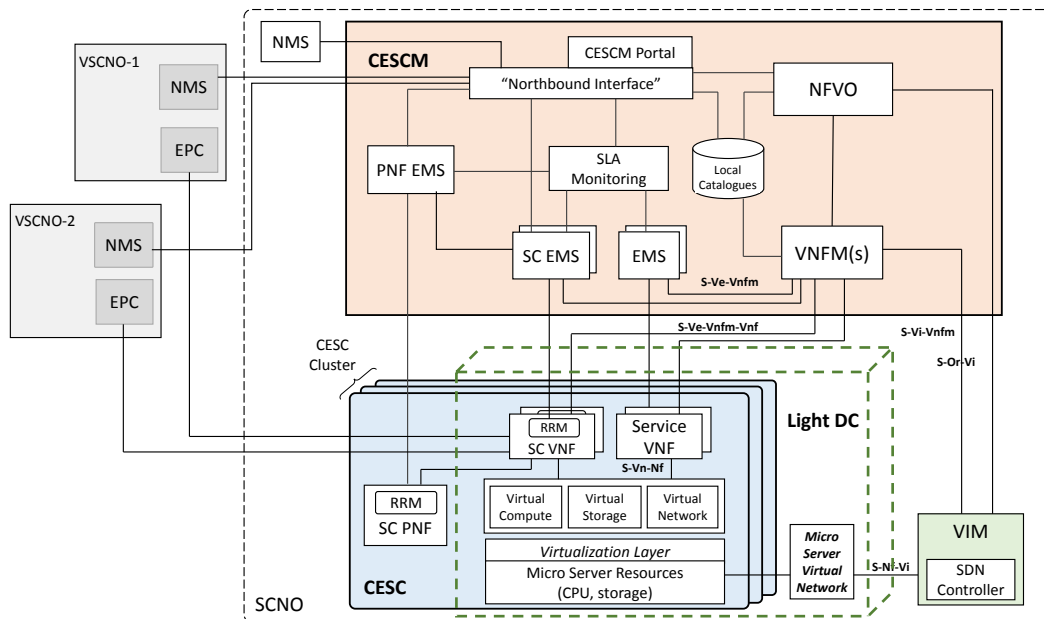 NMS
CESCM Portal
CESCM
VSCNO-1
"Northbound Interface"
NFVO
NMS
EPC
PNF EMS
SLA
Monitoring
Local
Catalogues
VSCNO-2
NMS
SC EMS
EMS
VNFM(s)
S-Ve-Vnfm
EPC
S-Ve-Vnfm-Vnf
S-Vi-Vnfm
CESC
Cluster
S-Or-Vi
RRM
SC VNF
Service
VNF
Light DC
S-Vn-Nf
RRM
SC PNF
Virtual
Compute
Virtual
Storage
Virtual
Network
Micro
Server
Virtual
Network
VIM
Virtualization Layer
S-Nf-Vi
Micro Server Resources
(CPU, storage)
SDN
Controller
CESC
SCNO